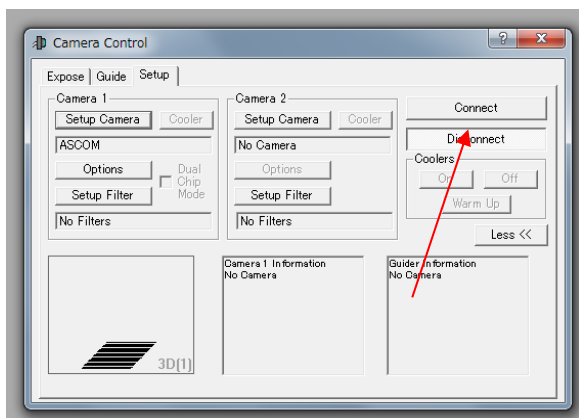 Camera Control
Expose Guide Setup
Camera 1
Setup Camera Cooler
ASCOM
Options Dual Chip Mode
Setup Filter
No Filters
Camera 2
Setup Camera Cooler
No Camera
Options
Setup Filter
No Filters
Connect
Disconnect
Coolers
On Off
Warm Up
Less <<
3D(1)
Camera 1 Information
No Camera
Guider Information
No Camera